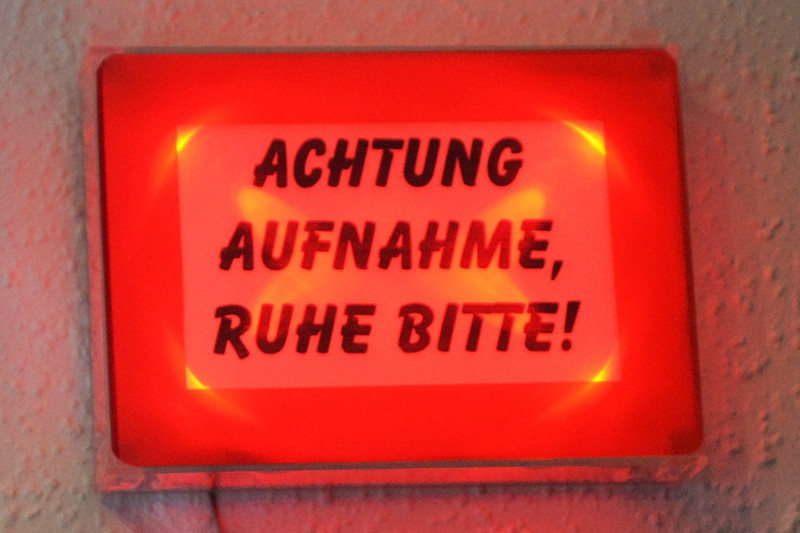 ACHTUNG
AUFNAHME,
RUHE BITTE!